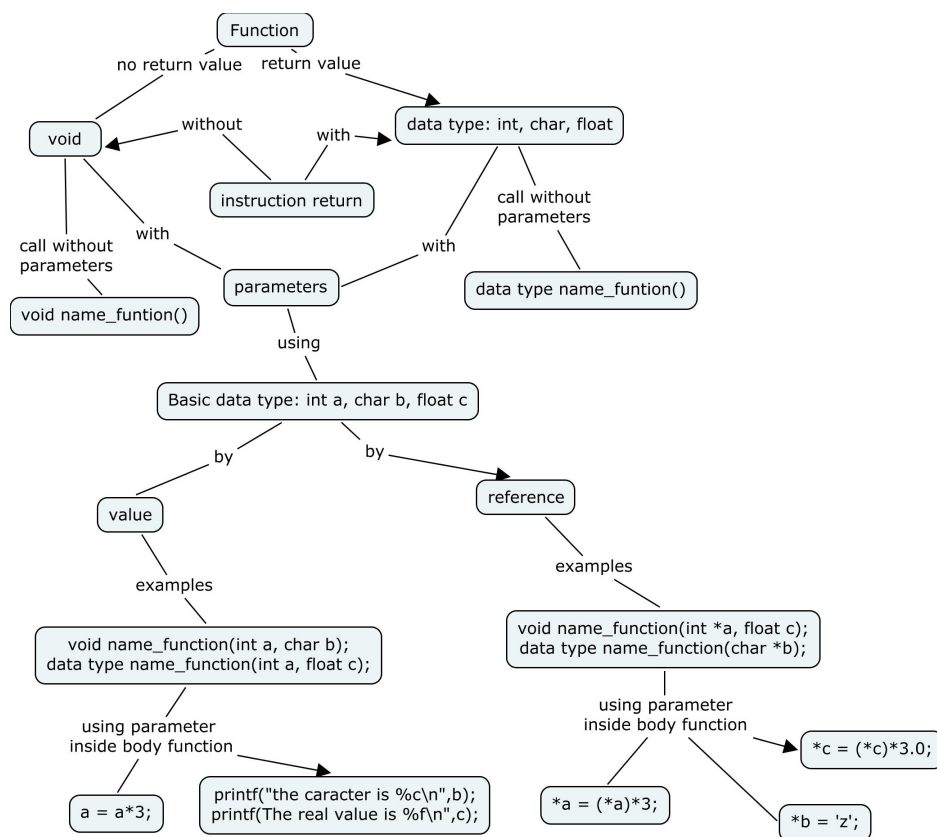 Function
no return value
return value
void
without
with
data type: int, char, float
instruction return
call without
parameters
with
with
call without
parameters
void name_funtion()
parameters
data type name_funtion()
using
Basic data type: int a, char b, float c
by
by
value
reference
examples
examples
void name_function(int a, char b);
data type name_function(int a, float c);
void name_function(int *a, float c);
data type name_function(char *b);
using parameter
inside body function
using parameter
inside body function
a = a*3;
printf("the caracter is %c\n",b);
printf(The real value is %f\n",c);
*a = (*a)*3;
*c = (*c)*3.0;
*b = 'z';